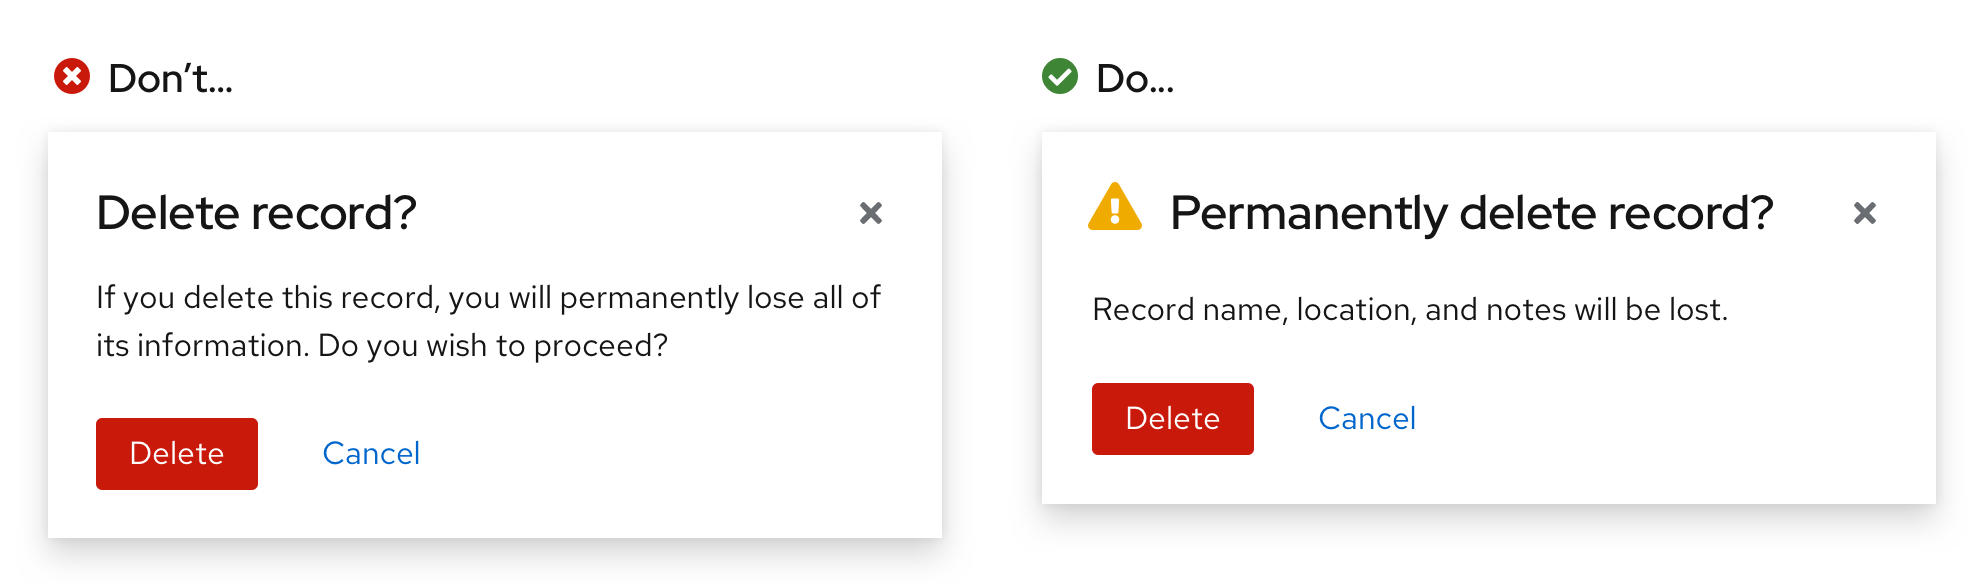 Don’t...
Delete record?
If you delete this record, you will permanently lose all of
its information. Do you wish to proceed?
Delete Cancel
Do...
Permanently delete record?
Record name, location, and notes will be lost.
Delete Cancel